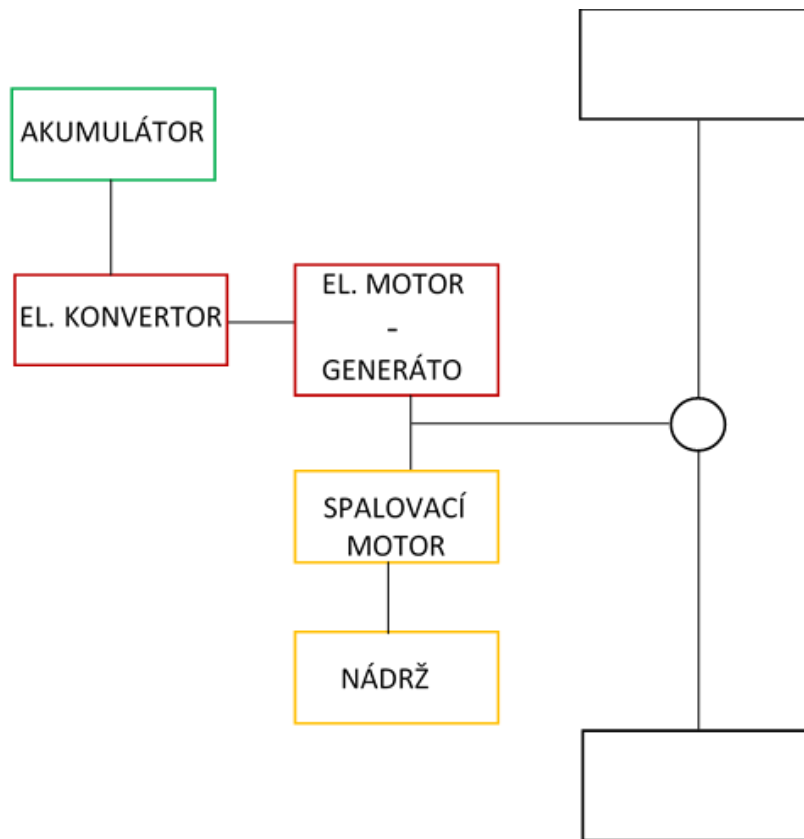 AKUMULÁTOR
EL. KONVERTOR
EL. MOTOR
-
GENERÁTO
SPALOVACÍ
MOTOR
NÁDRŽ